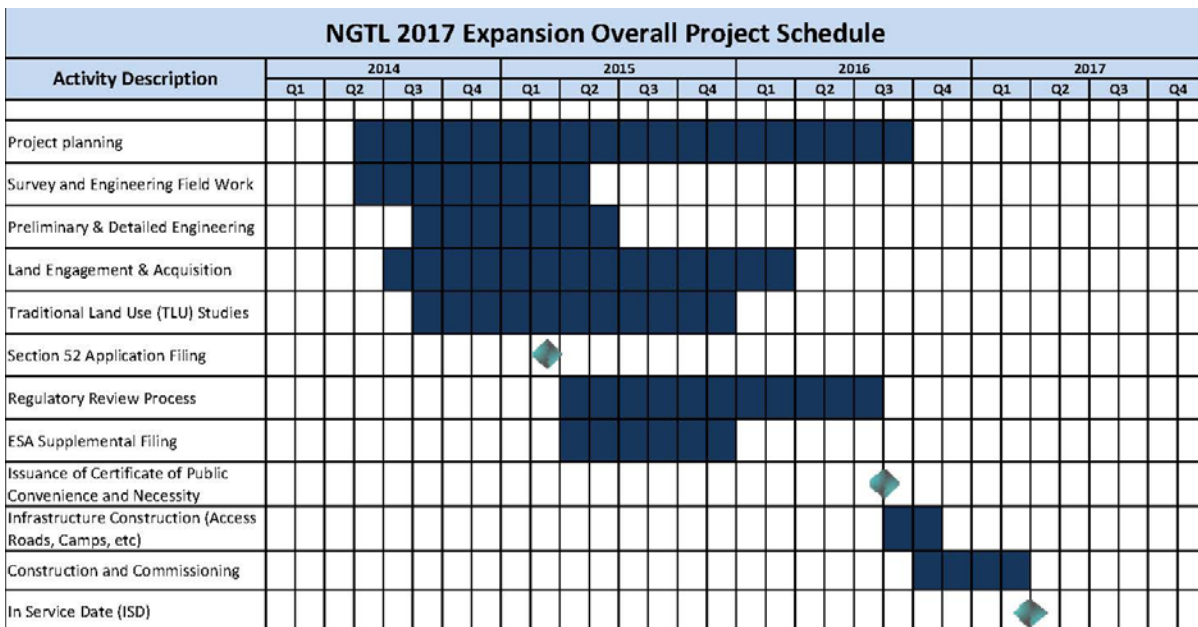 NGTL 2017 Expansion Overall Project Schedule
Activity Description
2014 2015 2016 2017
Q1 Q2 Q3 Q4 Q1 Q2 Q3 Q4 Q1 Q2 Q3 Q4 Q1 Q2 Q3 Q4
Project planning
Survey and Engineering Field Work
Preliminary & Detailed Engineering
Land Engagement & Acquisition
Traditional Land Use (TLU) Studies
Section 52 Application Filing
Regulatory Review Process
ESA Supplemental Filing
Issuance of Certificate of Public
Convenience and Necessity
Infrastructure Construction (Access
Roads, Camps, etc)
Construction and Commissioning
In Service Date (ISD)